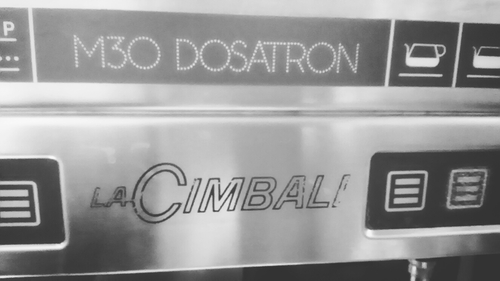 P
M30 DOSATRON
LA CIMBALI